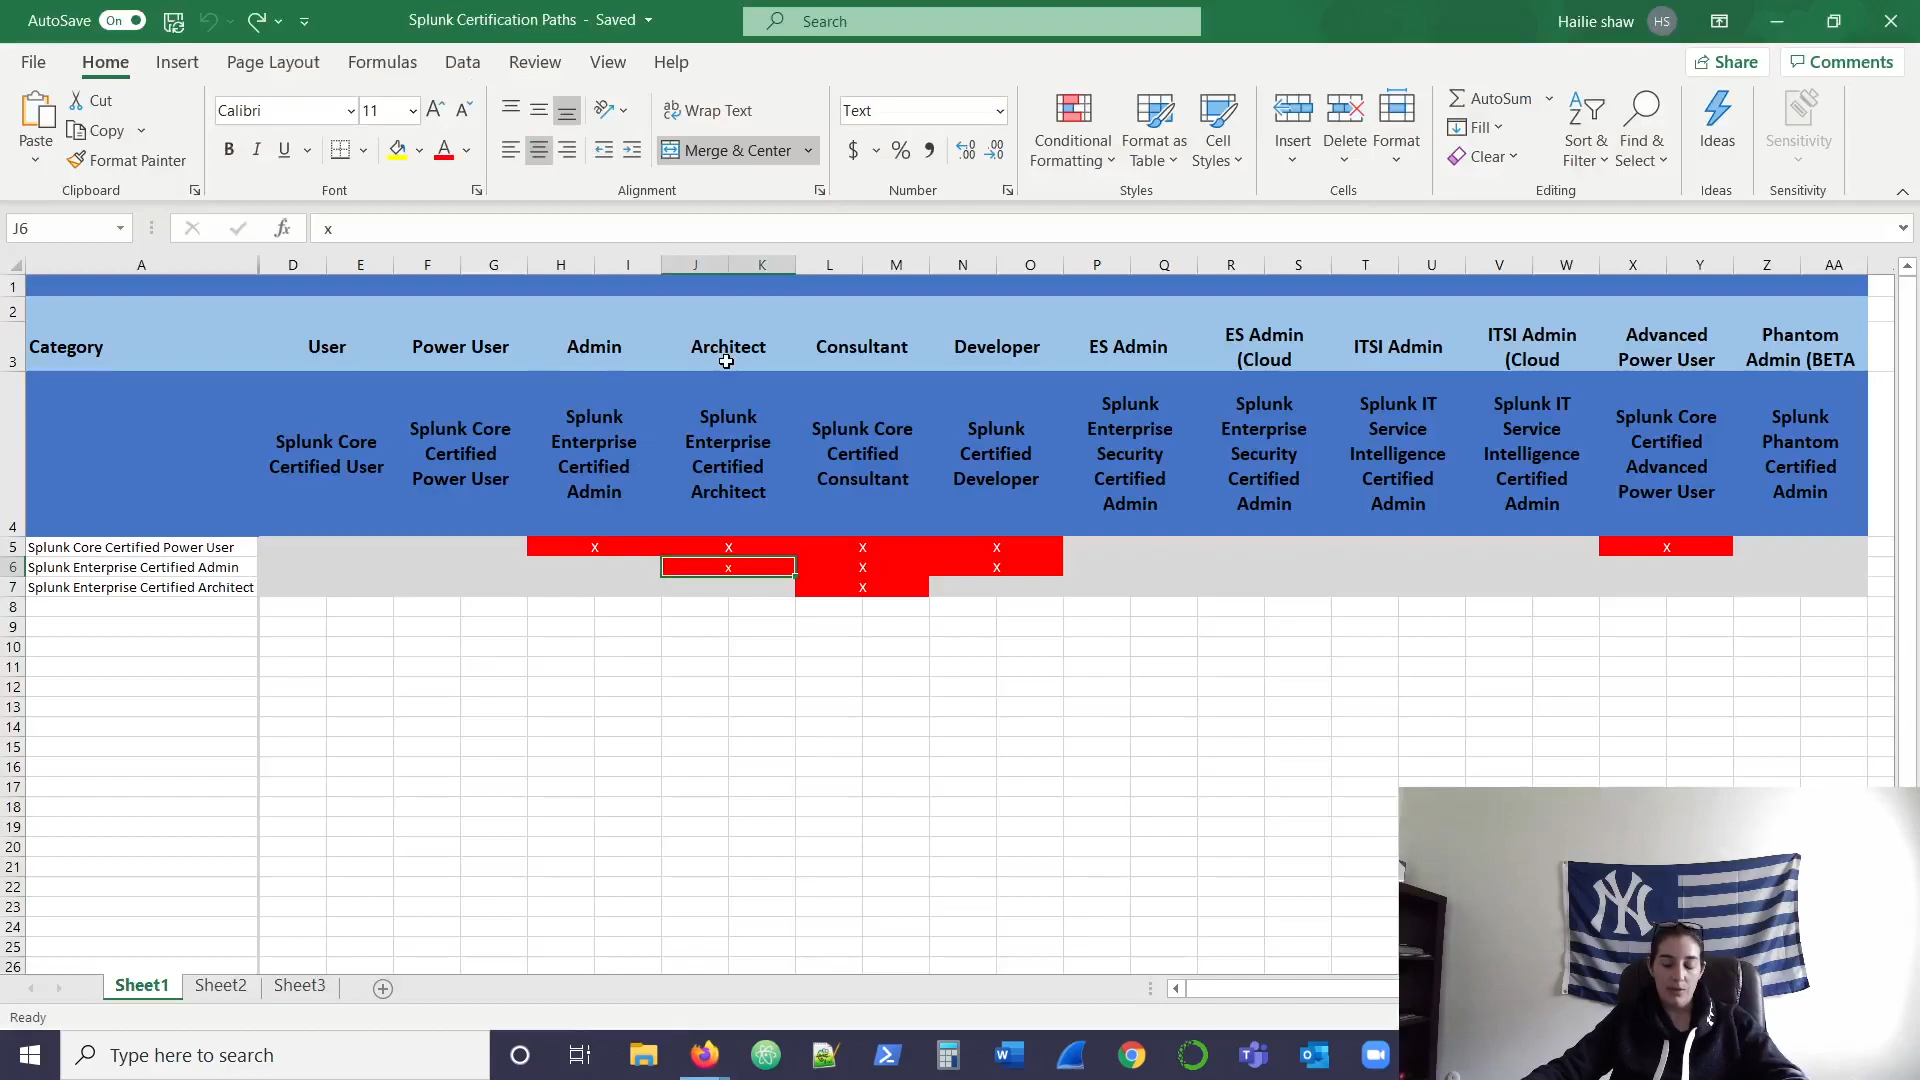 AutoSave On Splunk Certification Paths - Saved Search Hailie shaw HS
File Home Insert Page Layout Formulas Data Review View Help Share Comments
Paste
Cut
Copy
Format Painter
Clipboard
Calibri 11
B I U A
Font
Wrap Text
Merge & Center
Alignment
Text
$ % 9
Number
Conditional Formatting
Format as Table
Cell Styles
Styles
Insert Delete Format
Cells
AutoSum
Fill
Clear
Sort & Filter
Find & Select
Editing
Ideas
Ideas
Sensitivity
Sensitivity
J6 fx x
A D E F G H I J K L M N O P Q R S T U V W X Y Z AA
1
2
3 Category User Power User Admin Architect Consultant Developer ES Admin ES Admin (Cloud ITSI Admin ITSI Admin (Cloud Advanced Power User Phantom Admin (BETA
4 Splunk Core Certified User Splunk Core Certified Power User Splunk Enterprise Certified Admin Splunk Enterprise Certified Architect Splunk Core Certified Consultant Splunk Certified Developer Splunk Enterprise Security Certified Admin Splunk Enterprise Security Certified Admin Splunk IT Service Intelligence Certified Admin Splunk IT Service Intelligence Certified Admin Splunk Core Certified Advanced Power User Splunk Phantom Certified Admin
5 Splunk Core Certified Power User x x x x x
6 Splunk Enterprise Certified Admin x x x
7 Splunk Enterprise Certified Architect x
8
9
10
11
12
13
14
15
16
17
18
19
20
21
22
23
24
25
26
Sheet1 Sheet2 Sheet3
Ready
Type here to search
NY